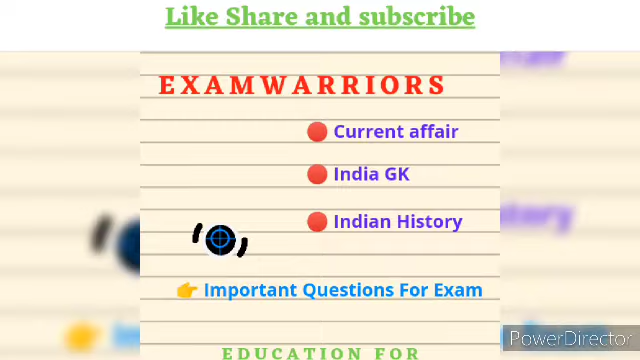 Like Share and subscribe
EXAMWARRIORS
🔴 Current affair
🔴 India GK
🔴 Indian History
👉 Important Questions For Exam
EDUCATION FOR
PowerDirector